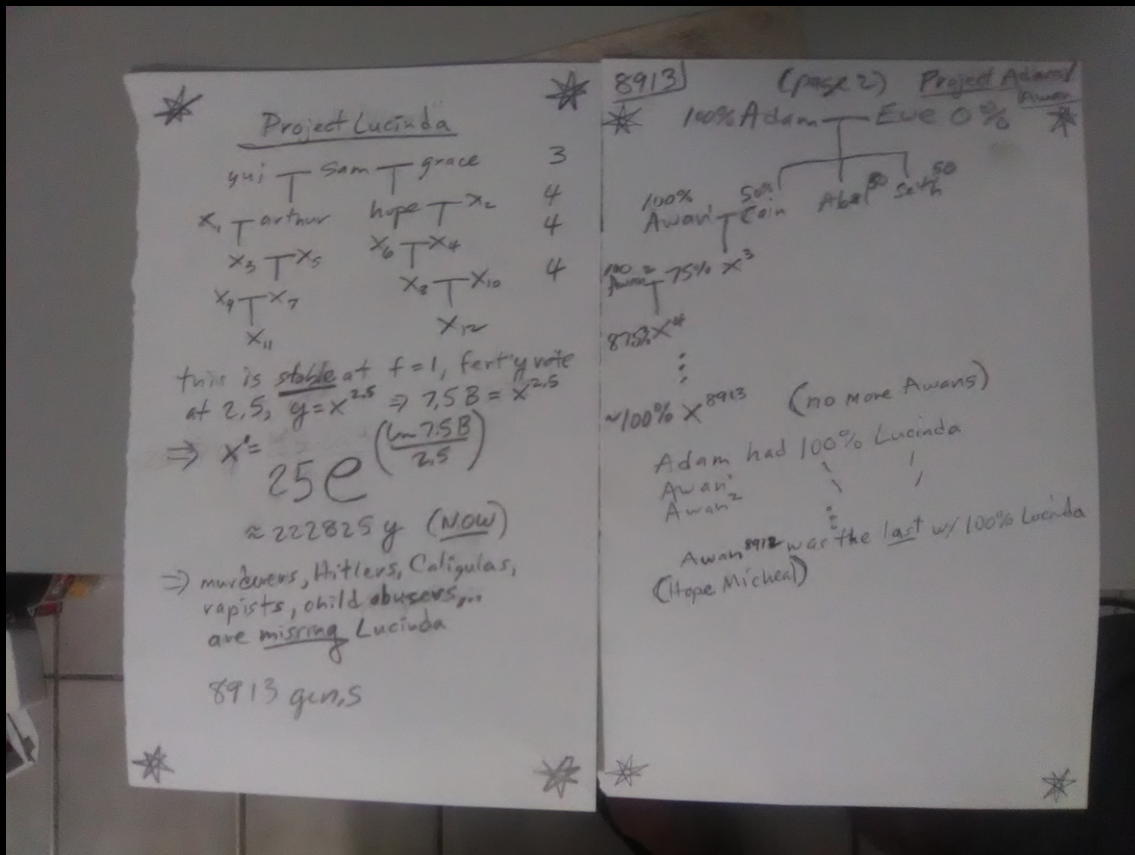 Project Lucinda
yui sam grace 3
x₁ arthur hope x₂ 4
4
x₃ x₅ x₆ x₄
x₉ x₇ x₈ x₁₀ 4
x₁₁ x₁₂
this is stable at f=1, fert'y rate
at 2,5, y=x^2,5 ⇒ 7,5B = x^2,5
⇒ x'=
25e^(ln 7.5B / 2,5)
≈ 222825 y (NOW)
⇒ murderers, Hitlers, Caligulas,
rapists, child abusers,...
are missing Lucinda
8913 gen,s
8913 (page 2) Project Adam/
Awan
100% Adam Eve 0%
100% 50% 50 50
Awan' Cain Abel Seth
100
Awan² 75% X³
87.5% X⁴
~100% X⁸⁹¹³ (no more Awans)
Adam had 100% Lucinda
Awan'
Awan²
Awan⁸⁹¹² was the last w/ 100% Lucinda
(Hope Micheal)